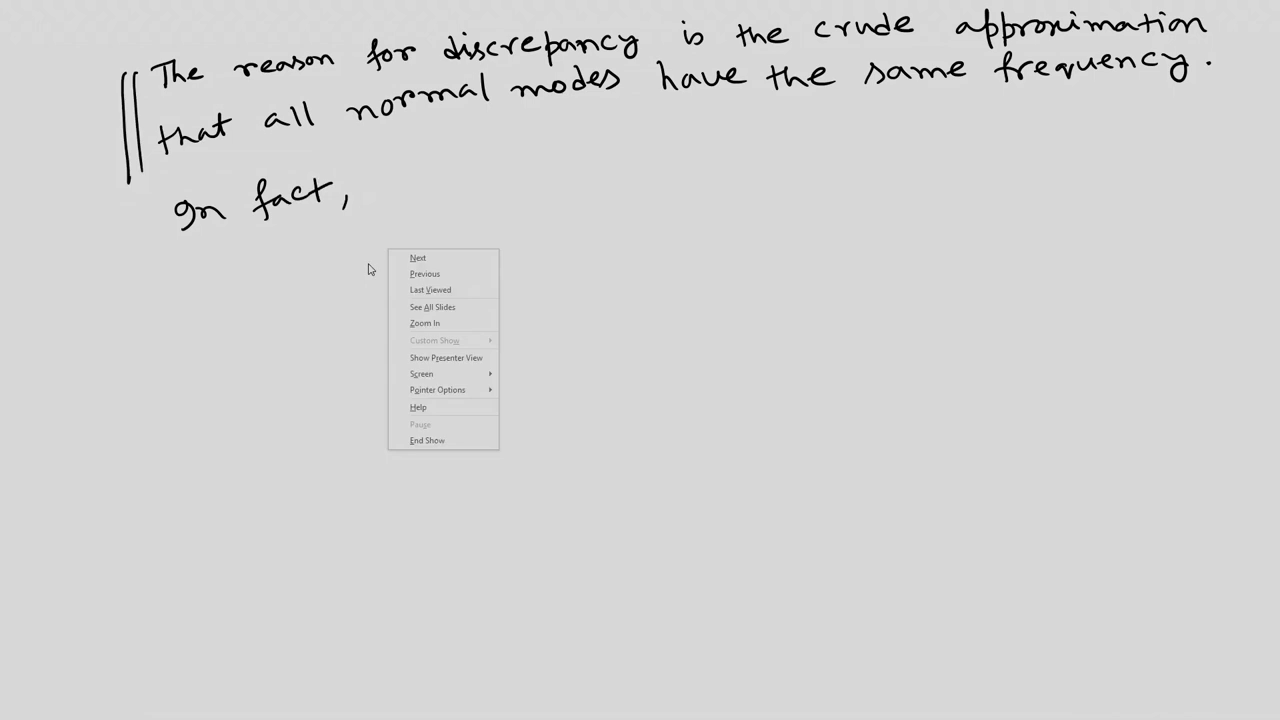 The reason for discrepancy is the crude approximation
that all normal modes have the same frequency.
In fact,
Next
Previous
Last Viewed
See All Slides
Zoom In
Custom Show
Show Presenter View
Screen
Pointer Options
Help
Pause
End Show